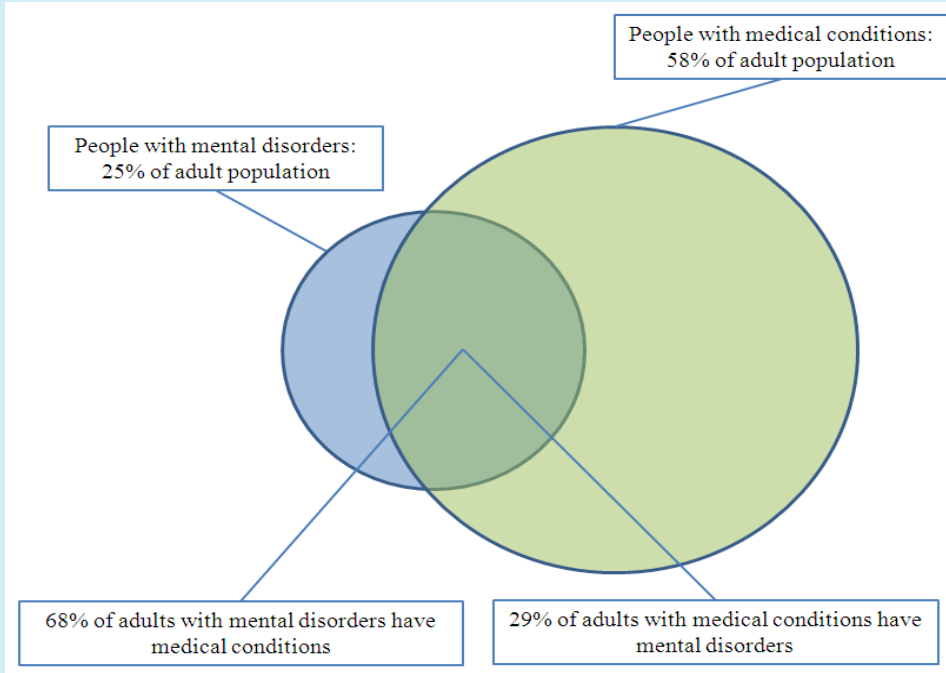 People with medical conditions:
58% of adult population
People with mental disorders:
25% of adult population
68% of adults with mental disorders have
medical conditions
29% of adults with medical conditions have
mental disorders